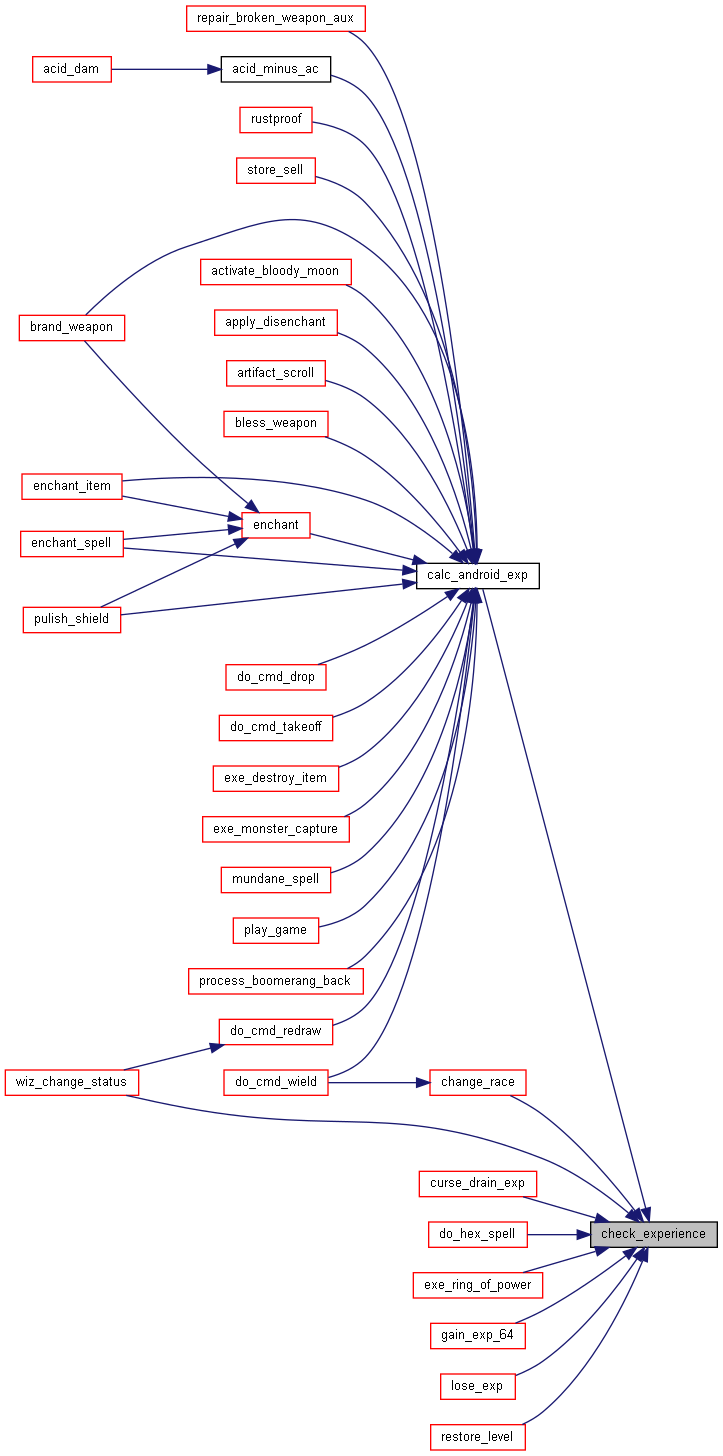 repair_broken_weapon_aux
acid_dam
acid_minus_ac
rustproof
store_sell
activate_bloody_moon
brand_weapon
apply_disenchant
artifact_scroll
bless_weapon
enchant_item
enchant
enchant_spell
calc_android_exp
pulish_shield
do_cmd_drop
do_cmd_takeoff
exe_destroy_item
exe_monster_capture
mundane_spell
play_game
process_boomerang_back
do_cmd_redraw
wiz_change_status
do_cmd_wield
change_race
curse_drain_exp
do_hex_spell
check_experience
exe_ring_of_power
gain_exp_64
lose_exp
restore_level